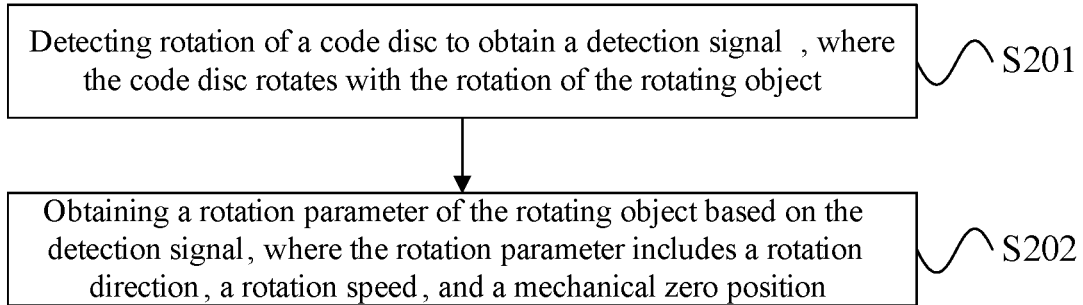 Detecting rotation of a code disc to obtain a detection signal , where
the code disc rotates with the rotation of the rotating object
S201
Obtaining a rotation parameter of the rotating object based on the
detection signal, where the rotation parameter includes a rotation
direction, a rotation speed, and a mechanical zero position
S202